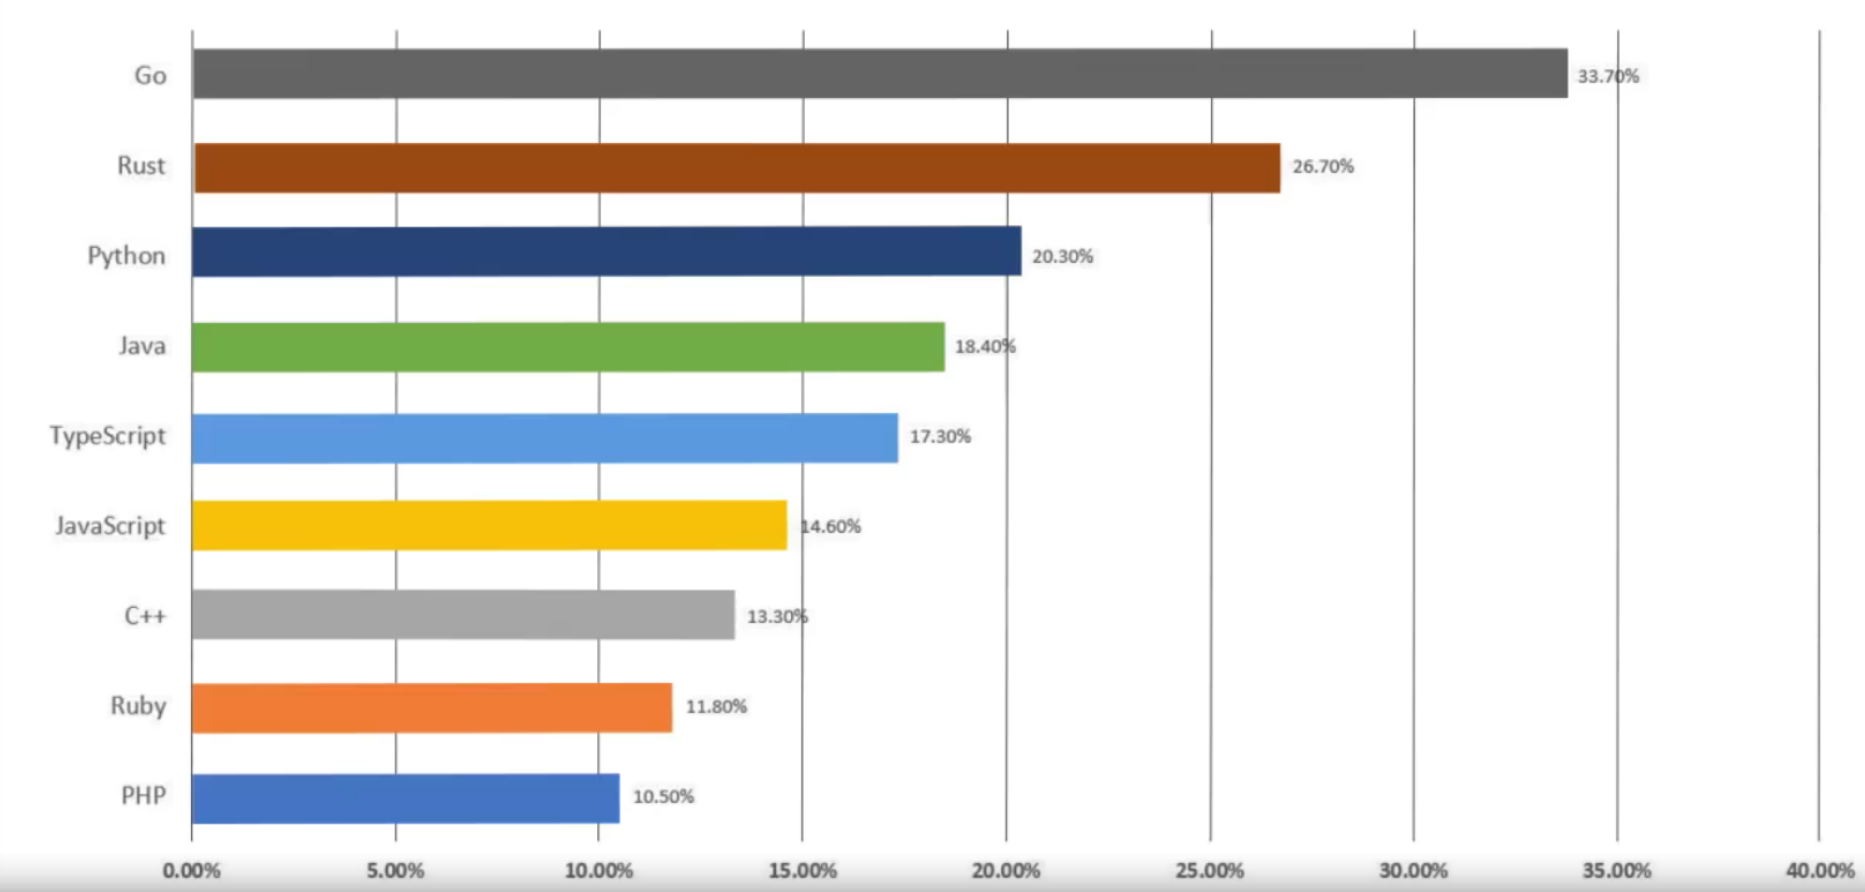 Go
33.70%
Rust
26.70%
Python
20.30%
Java
18.40%
TypeScript
17.30%
JavaScript
14.60%
C++
13.30%
Ruby
11.80%
PHP
10.50%
0.00% 5.00% 10.00% 15.00% 20.00% 25.00% 30.00% 35.00% 40.00%